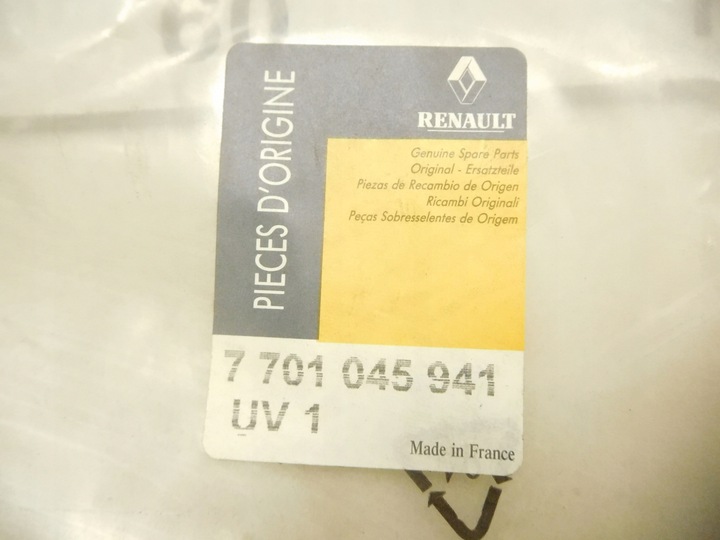 PIECES D'ORIGINE
RENAULT
Genuine Spare Parts
Original - Ersatzteile
Piezas de Recambio de Origen
Ricambi Originali
Peças Sobresselentes de Origem
7 701 045 941
UV 1
Made in France